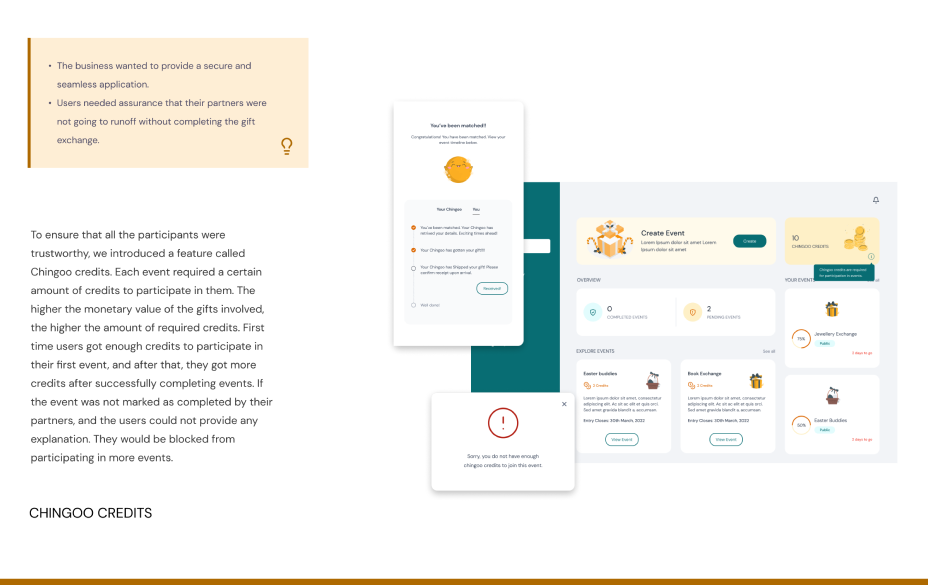 • The business wanted to provide a secure and
seamless application.
• Users needed assurance that their partners were
not going to runoff without completing the gift
exchange.
To ensure that all the participants were
trustworthy, we introduced a feature called
Chingoo credits. Each event required a certain
amount of credits to participate in them. The
higher the monetary value of the gifts involved,
the higher the amount of required credits. First
time users got enough credits to participate in
their first event, and after that, they got more
credits after successfully completing events. If
the event was not marked as completed by their
partners, and the users could not provide any
explanation. They would be blocked from
participating in more events.
CHINGOO CREDITS
You've been matched!!
Congratulations! You have been matched. View your
event timeline below.
Your Chingoo
You
You've been matched. Your Chingoo has
retrieved your details. Exciting times ahead!
Your Chingoo has gotten your gift!!
Your Chingoo has Shipped your gift! Please
confirm receipt upon arrival.
Received!
Well done!
Sorry, you do not have enough
chingoo credits to join this event
Create Event
Lorem ipsum dolor sit amet Lorem
ipsum dolor sit amet
Create
10
CHINGOO CREDITS
Chingoo credits are required
for participation in events.
OVERVIEW
0
COMPLETED EVENTS
2
PENDING EVENTS
EXPLORE EVENTS
See all
Easter buddies
2 Credits
Lorem ipsum dolor sit amet, consectetur
adipiscing elit. Ac sit ac elit at quis orci.
Sed amet gravida blandit a, accumsan.
Entry Closes: 30th March, 2022
View Event
Book Exchange
2 Credits
Lorem ipsum dolor sit amet, consectetur
adipiscing elit. Ac sit ac elit at quis orci.
Sed amet gravida blandit a, accumsan.
Entry Closes: 30th March, 2022
View Event
YOUR EVENTS
75%
Jewellery Exchange
Public
3 days to go
50%
Easter Buddies
Public
3 days to go